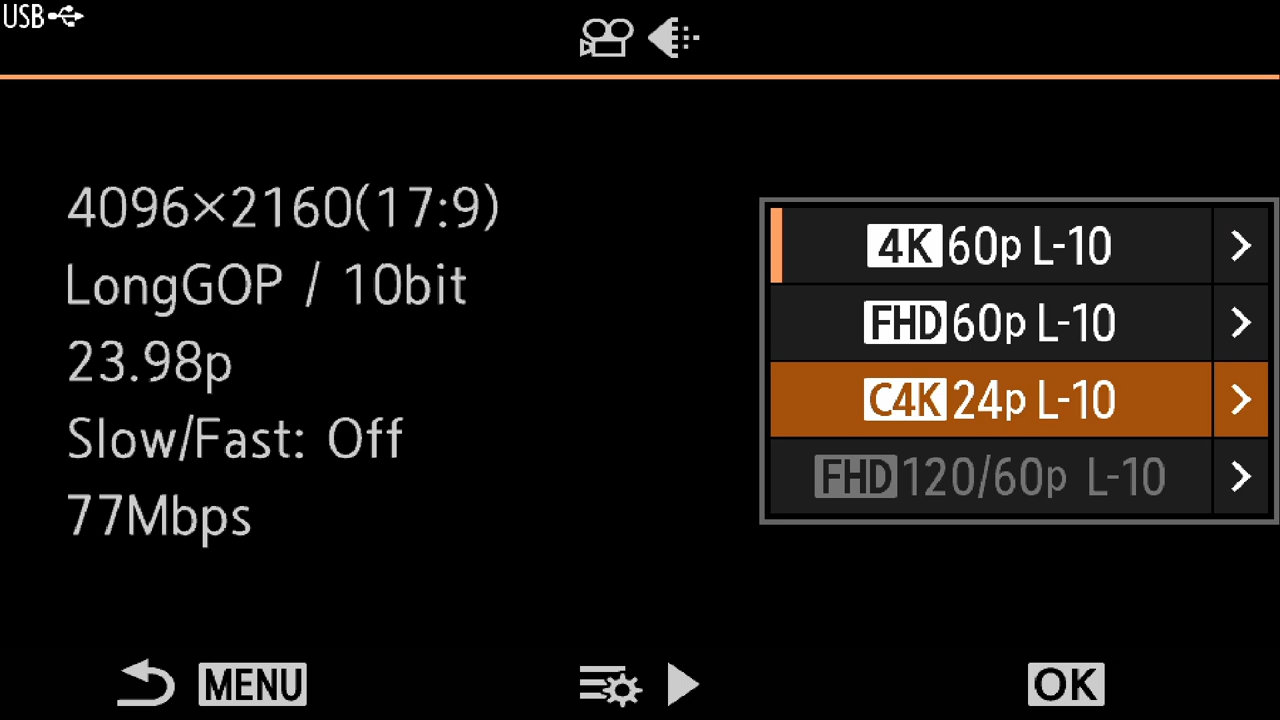 USB
4096×2160(17:9)
LongGOP / 10bit
23.98p
Slow/Fast: Off
77Mbps
4K 60p L-10
FHD 60p L-10
C4K 24p L-10
FHD 120/60p L-10
MENU
OK